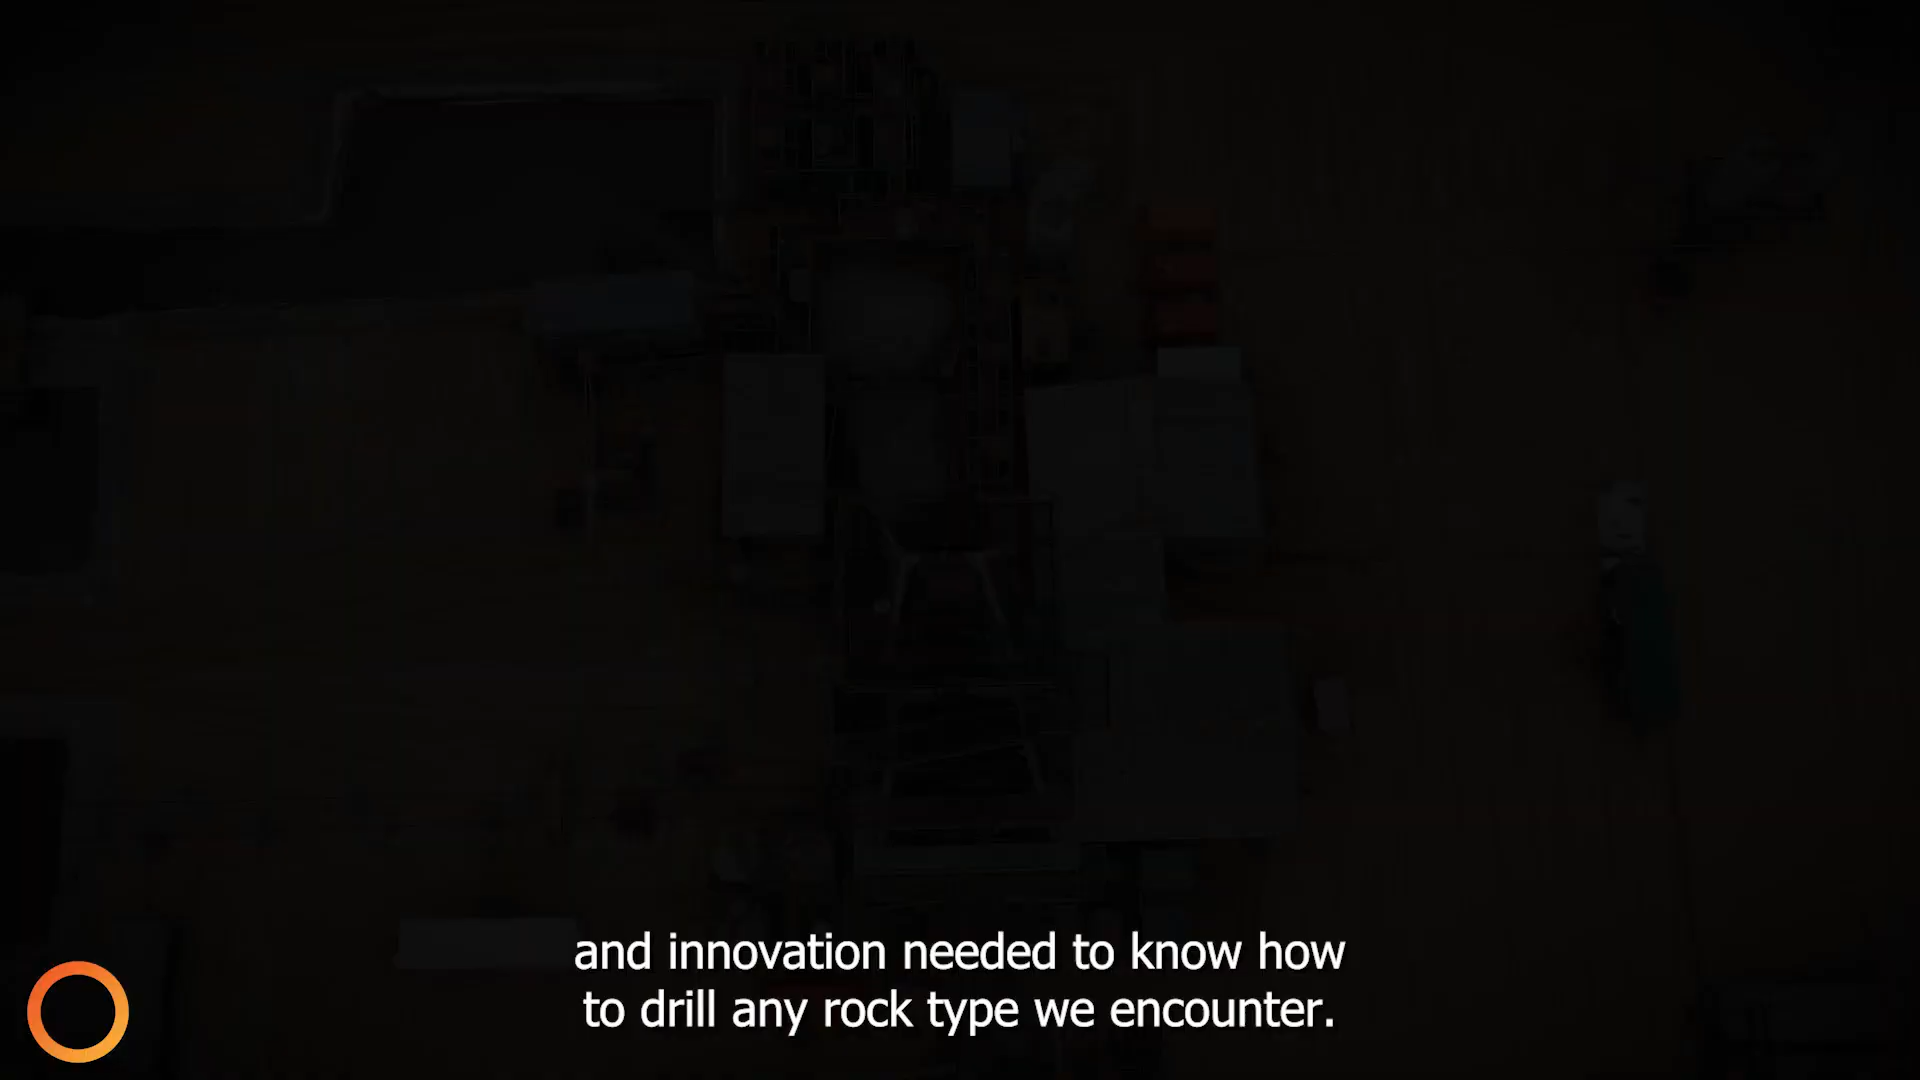 and innovation needed to know how
to drill any rock type we encounter.